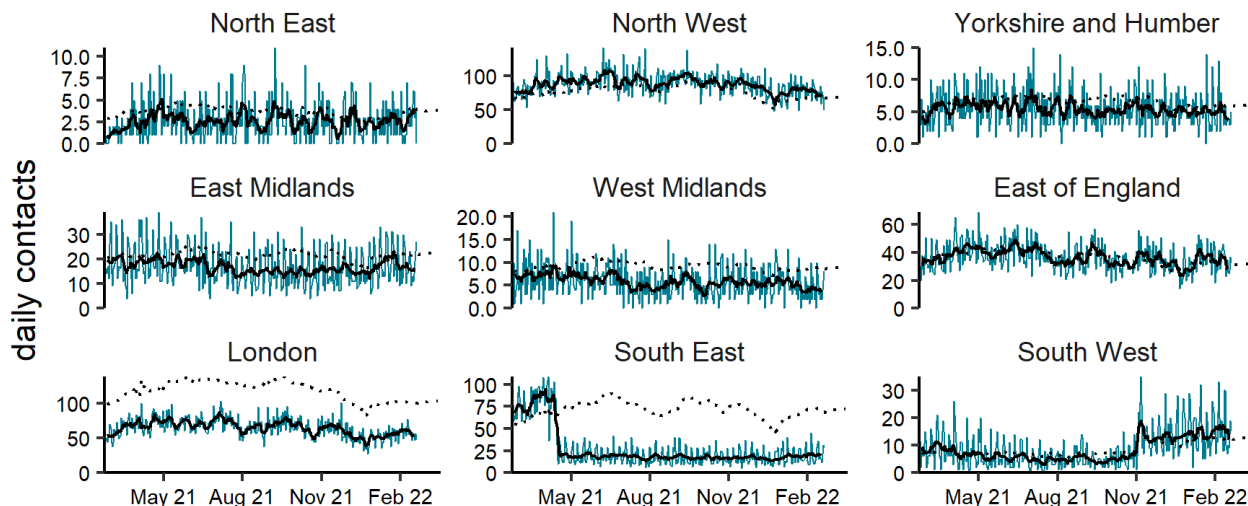 North East
North West
Yorkshire and Humber
10.0
7.5
5.0
2.5
0.0
100
50
0
15.0
10.0
5.0
0.0
East Midlands
West Midlands
East of England
30
20
10
0
20.0
15.0
10.0
5.0
0.0
60
40
20
0
London
South East
South West
100
50
0
100
75
50
25
0
30
20
10
0
May 21 Aug 21 Nov 21 Feb 22
May 21 Aug 21 Nov 21 Feb 22
May 21 Aug 21 Nov 21 Feb 22
daily contacts